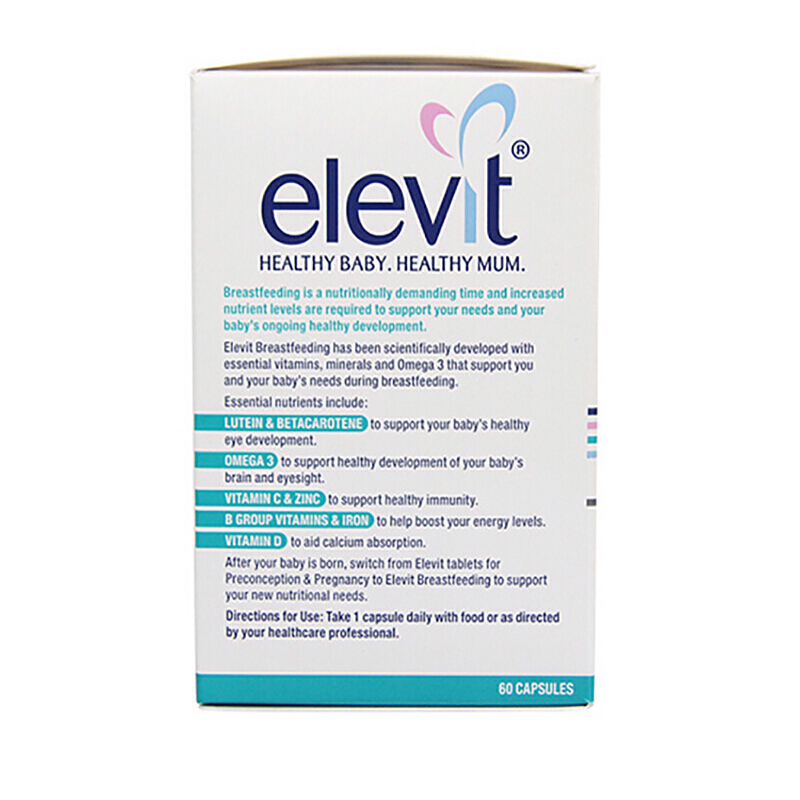 elevit®
HEALTHY BABY. HEALTHY MUM.
Breastfeeding is a nutritionally demanding time and increased
nutrient levels are required to support your needs and your
baby's ongoing healthy development.
Elevit Breastfeeding has been scientifically developed with
essential vitamins, minerals and Omega 3 that support you
and your baby's needs during breastfeeding.
Essential nutrients include:
LUTEIN & BETACAROTENE to support your baby's healthy
eye development.
OMEGA 3 to support healthy development of your baby's
brain and eyesight.
VITAMIN C & ZINC to support healthy immunity.
B GROUP VITAMINS & IRON to help boost your energy levels.
VITAMIN D to aid calcium absorption.
After your baby is born, switch from Elevit tablets for
Preconception & Pregnancy to Elevit Breastfeeding to support
your new nutritional needs.
Directions for Use: Take 1 capsule daily with food or as directed
by your healthcare professional.
60 CAPSULES